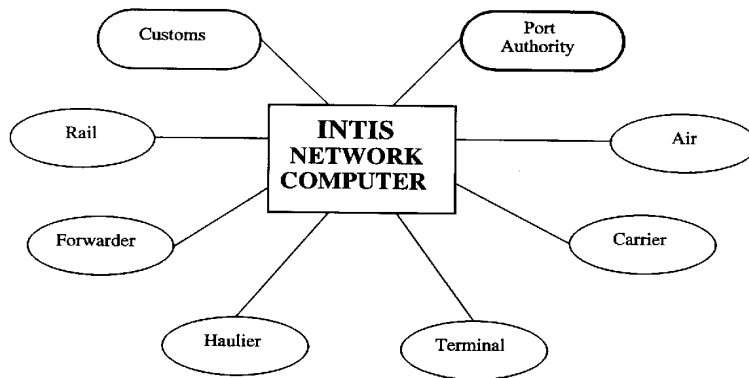 Customs
Port
Authority
INTIS
NETWORK
COMPUTER
Rail
Air
Forwarder
Carrier
Haulier
Terminal